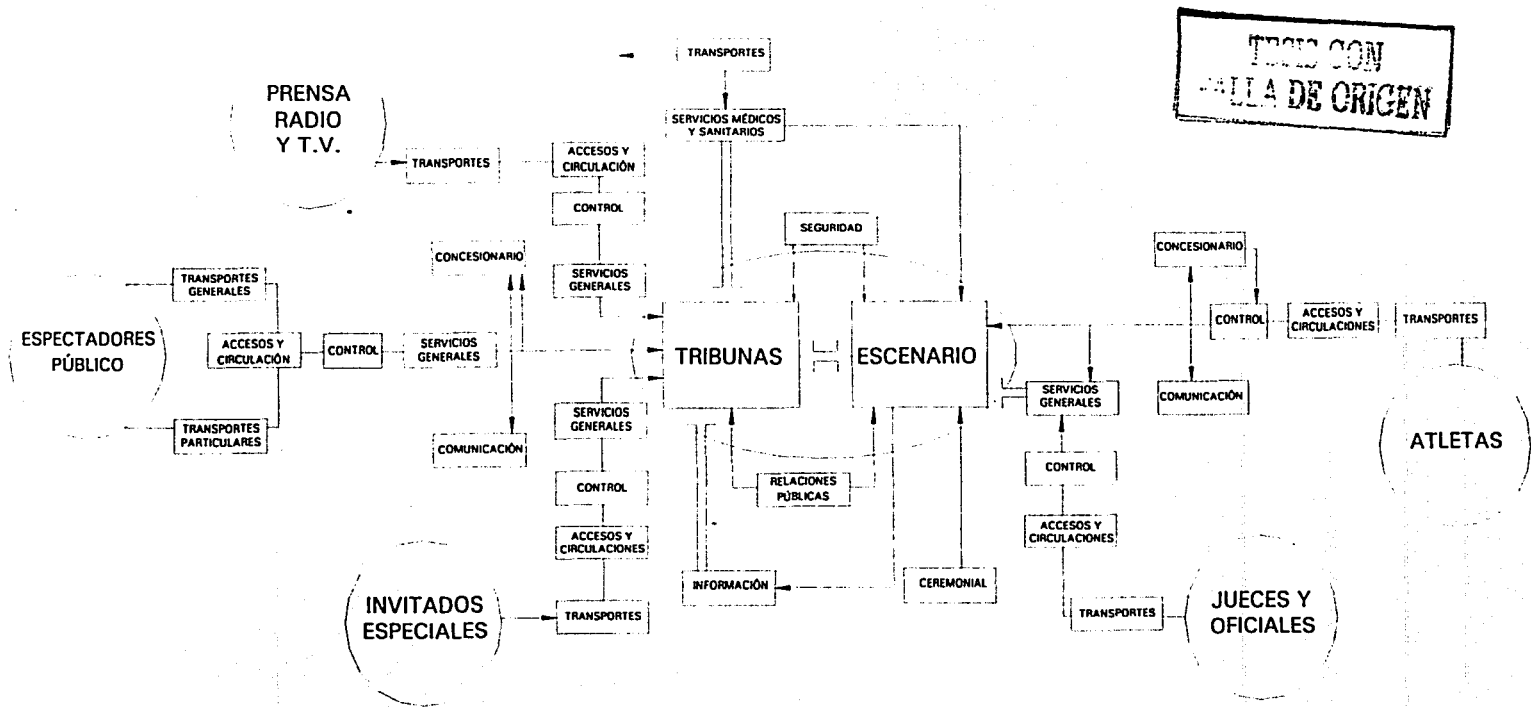 TRANSPORTES
TESIS CON
FALLA DE ORIGEN
PRENSA
RADIO
Y T.V.
SERVICIOS MÉDICOS
Y SANITARIOS
TRANSPORTES
ACCESOS Y
CIRCULACIÓN
CONTROL
SEGURIDAD
CONCESIONARIO
CONCESIONARIO
SERVICIOS
GENERALES
TRANSPORTES
GENERALES
ESPECTADORES
PÚBLICO
ACCESOS Y
CIRCULACIÓN
CONTROL
SERVICIOS
GENERALES
TRIBUNAS
ESCENARIO
CONTROL
ACCESOS Y
CIRCULACIONES
TRANSPORTES
SERVICIOS
GENERALES
COMUNICACIÓN
SERVICIOS
GENERALES
TRANSPORTES
PARTICULARES
COMUNICACIÓN
ATLETAS
CONTROL
RELACIONES
PÚBLICAS
CONTROL
ACCESOS Y
CIRCULACIONES
ACCESOS Y
CIRCULACIONES
INFORMACIÓN
CEREMONIAL
INVITADOS
ESPECIALES
TRANSPORTES
TRANSPORTES
JUECES Y
OFICIALES